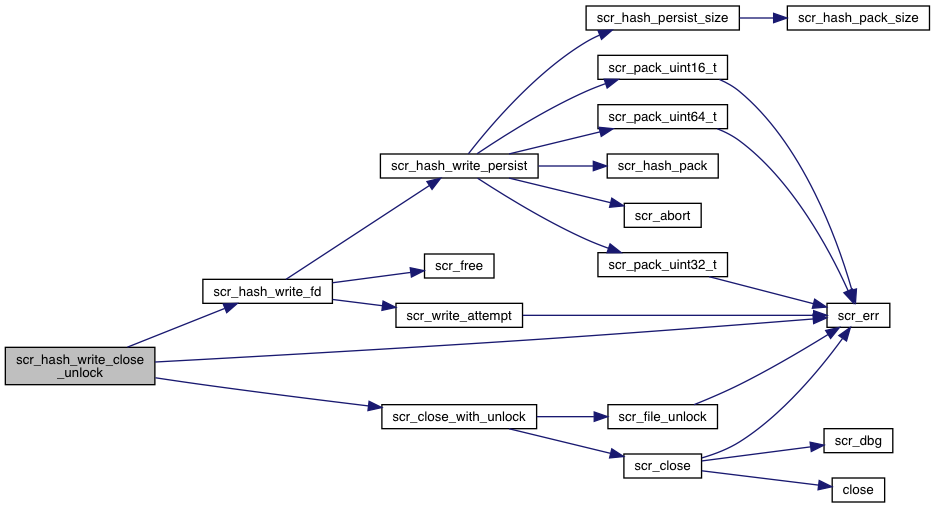 scr_hash_persist_size
scr_hash_pack_size
scr_pack_uint16_t
scr_pack_uint64_t
scr_hash_write_persist
scr_hash_pack
scr_abort
scr_pack_uint32_t
scr_free
scr_hash_write_fd
scr_write_attempt
scr_err
scr_hash_write_close
_unlock
scr_close_with_unlock
scr_file_unlock
scr_dbg
scr_close
close